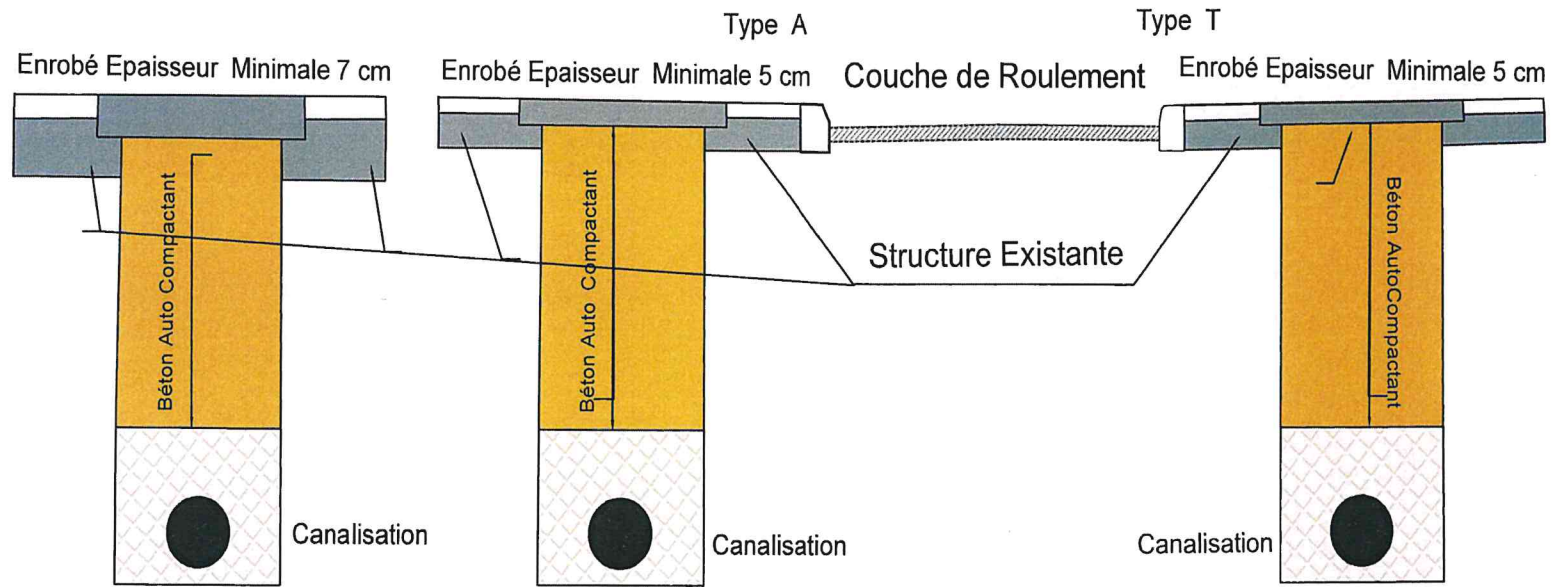 Type A
Type T
Enrobé Epaisseur Minimale 7 cm
Enrobé Epaisseur Minimale 5 cm
Couche de Roulement
Enrobé Epaisseur Minimale 5 cm
Béton Auto Compactant
Béton Auto Compactant
Structure Existante
Béton AutoCompactant
Canalisation
Canalisation
Canalisation